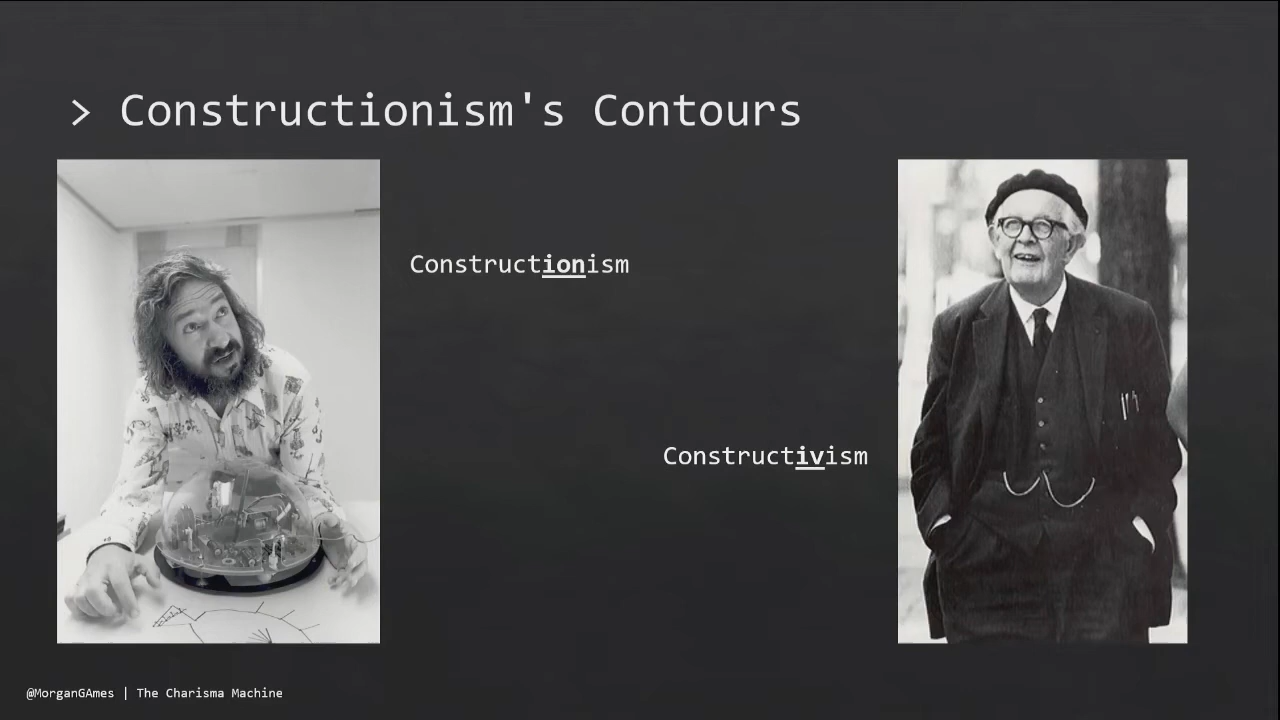 > Constructionism's Contours
Constructionism
Constructivism
@MorganGAmes | The Charisma Machine